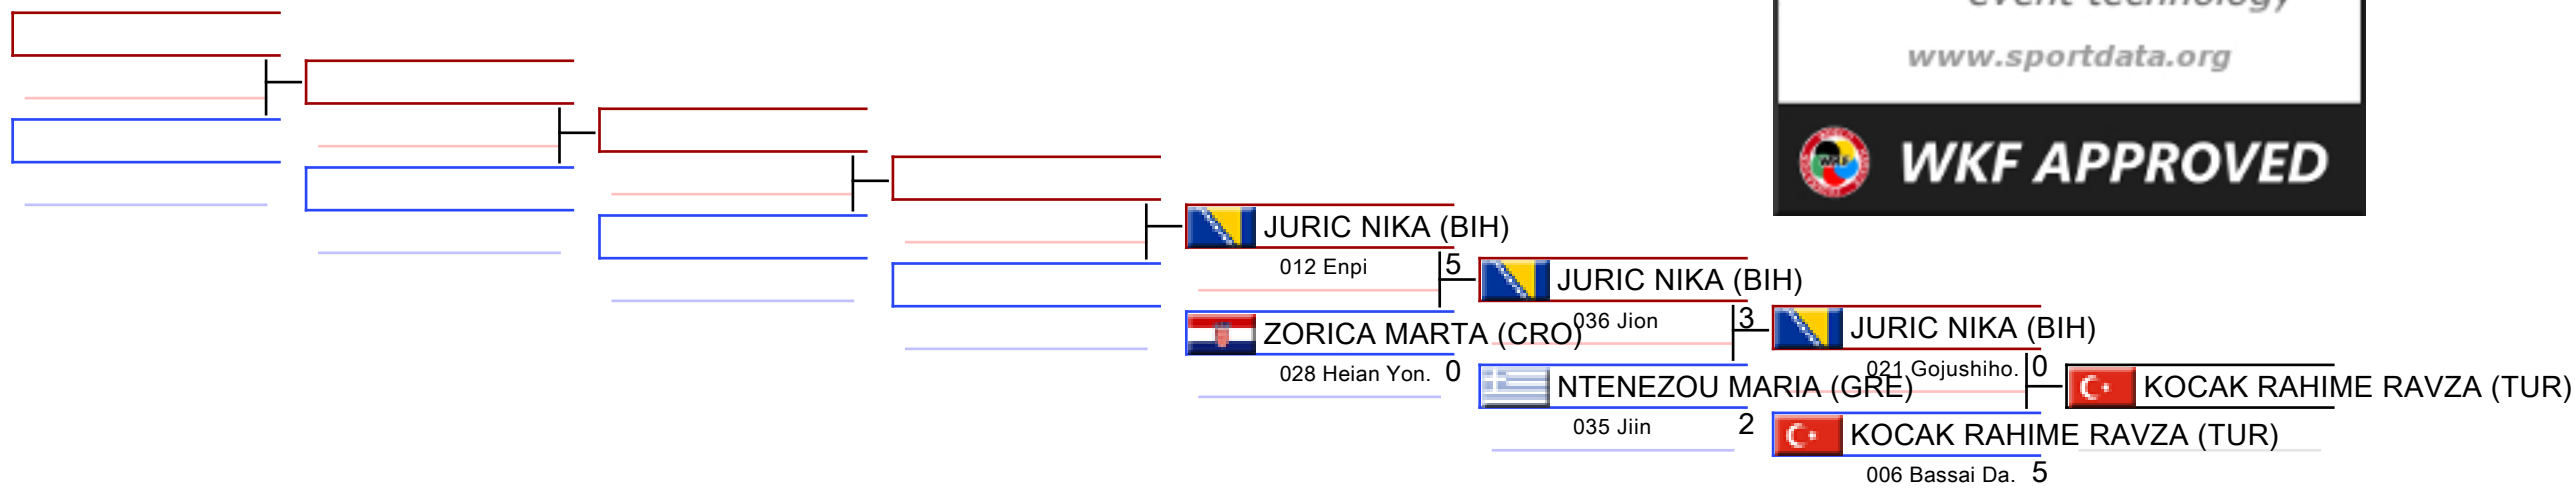 event technology
www.sportdata.org
WKF APPROVED
JURIC NIKA (BIH)
012 Enpi
5
ZORICA MARTA (CRO)
028 Heian Yon.
0
JURIC NIKA (BIH)
036 Jion
3
NTENEZOU MARIA (GRE)
035 Jiin
2
JURIC NIKA (BIH)
021 Gojushiho.
0
KOCAK RAHIME RAVZA (TUR)
006 Bassai Da.
5
KOCAK RAHIME RAVZA (TUR)